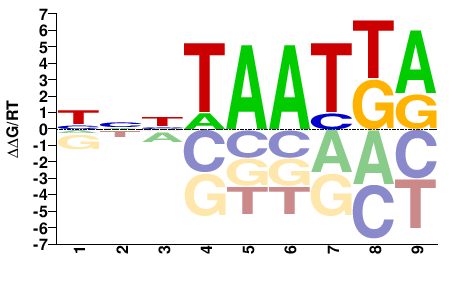 7
6
5
4
3
2
1
0
-1
-2
-3
-4
-5
-6
-7
ΔΔG/RT
T T T T A A T T A
C A C G G
G T A C C C A A C
G G G G C T
T T
1 2 3 4 5 6 7 8 9